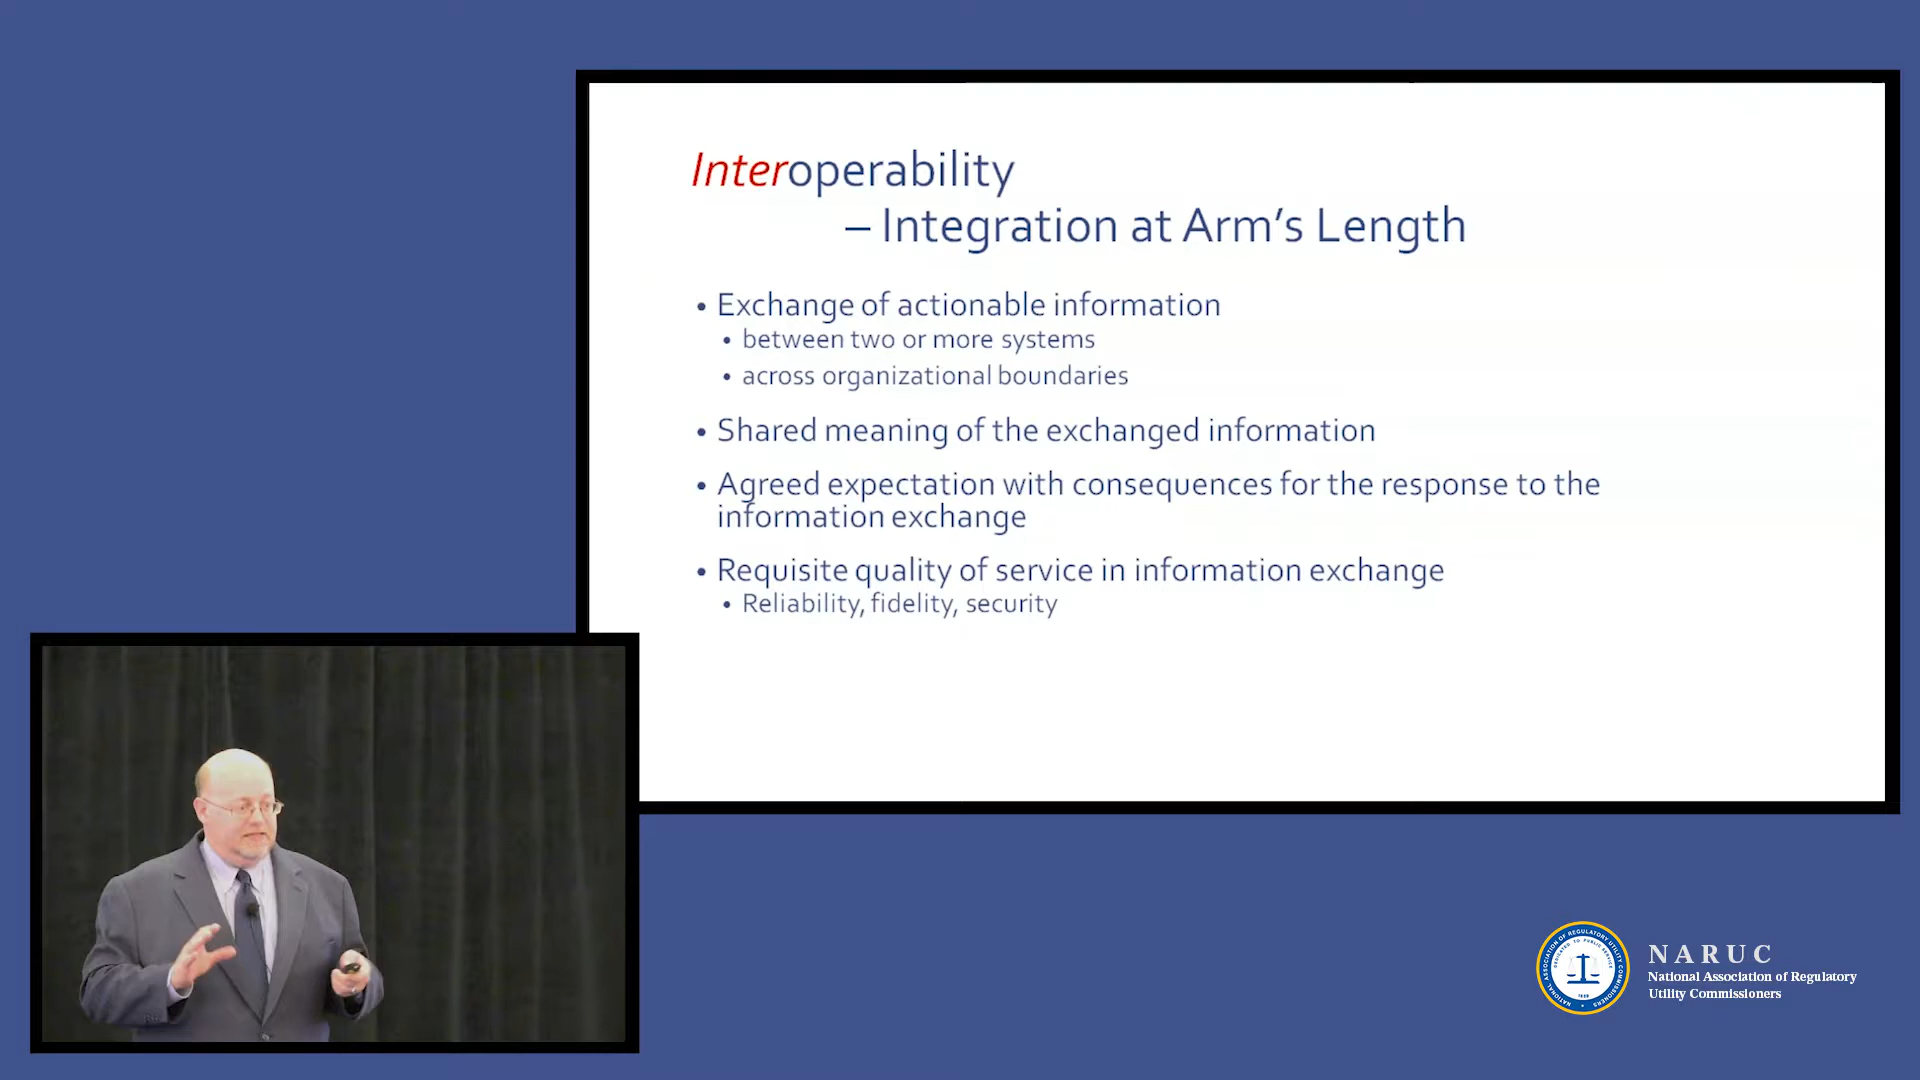 Interoperability
– Integration at Arm's Length
• Exchange of actionable information
• between two or more systems
• across organizational boundaries
• Shared meaning of the exchanged information
• Agreed expectation with consequences for the response to the
information exchange
• Requisite quality of service in information exchange
• Reliability, fidelity, security
NARUC
National Association of Regulatory
Utility Commissioners